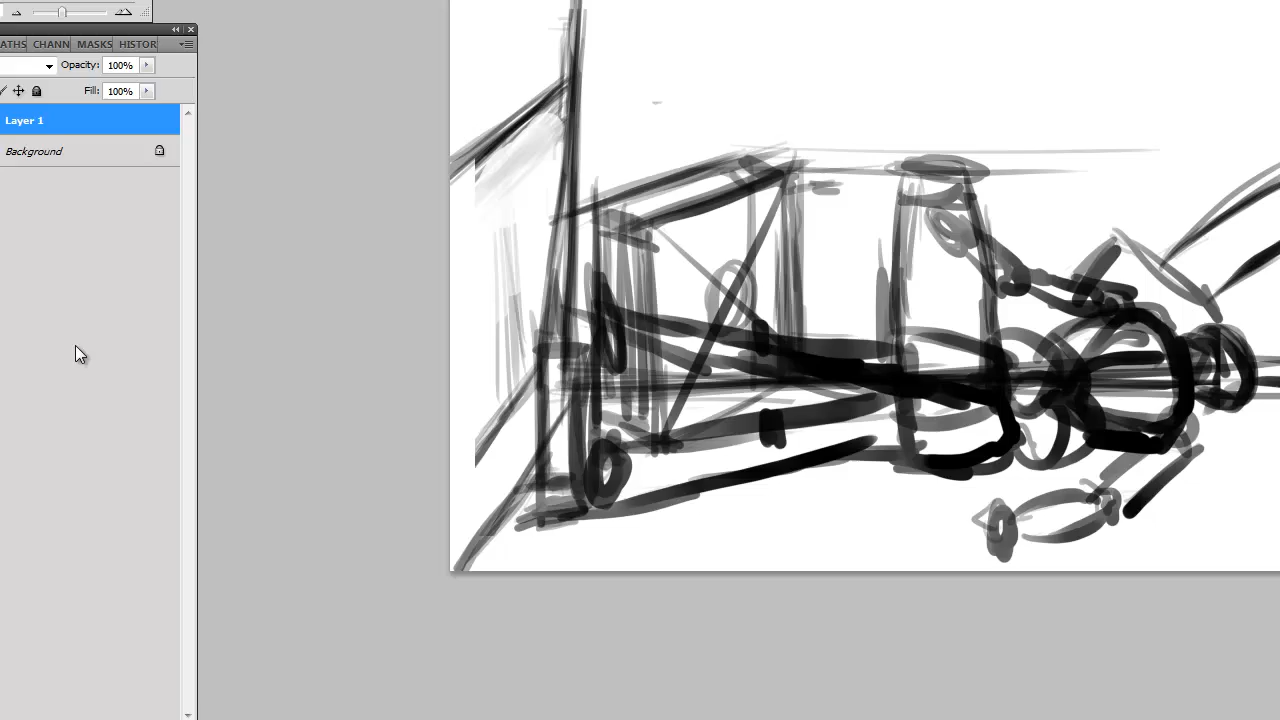 ATHS CHANN MASKS HISTOR
Opacity: 100%
Fill: 100%
Layer 1
Background